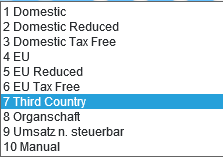 1 Domestic
2 Domestic Reduced
3 Domestic Tax Free
4 EU
5 EU Reduced
6 EU Tax Free
7 Third Country
8 Organschaft
9 Umsatz n. steuerbar
10 Manual